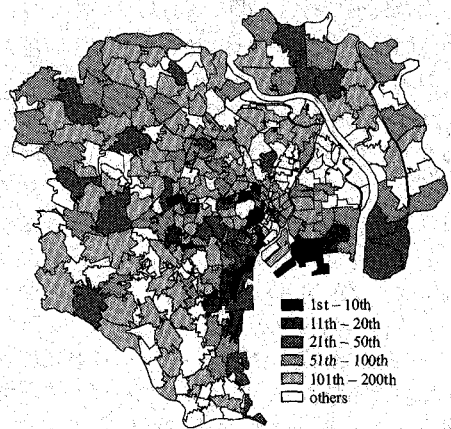 1st – 10th
11th – 20th
21th – 50th
51th – 100th
101th – 200th
others